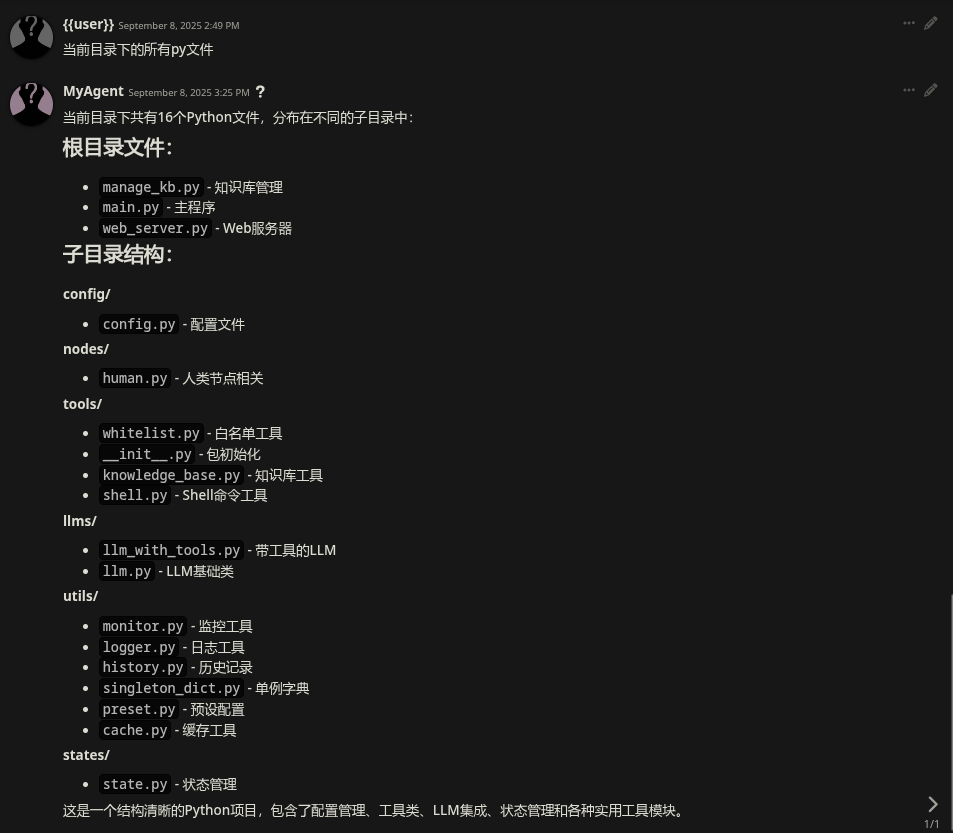 {{user}} September 8, 2025 2:49 PM
当前目录下的所有py文件
MyAgent September 8, 2025 3:25 PM ?
当前目录下共有16个Python文件，分布在不同的子目录中：
根目录文件：
• manage_kb.py - 知识库管理
• main.py - 主程序
• web_server.py - Web服务器
子目录结构：
config/
• config.py - 配置文件
nodes/
• human.py - 人类节点相关
tools/
• whitelist.py - 白名单工具
• __init__.py - 包初始化
• knowledge_base.py - 知识库工具
• shell.py - Shell命令工具
llms/
• llm_with_tools.py - 带工具的LLM
• llm.py - LLM基础类
utils/
• monitor.py - 监控工具
• logger.py - 日志工具
• history.py - 历史记录
• singleton_dict.py - 单例字典
• preset.py - 预设配置
• cache.py - 缓存工具
states/
• state.py - 状态管理
这是一个结构清晰的Python项目，包含了配置管理、工具类、LLM集成、状态管理和各种实用工具模块。
1/1